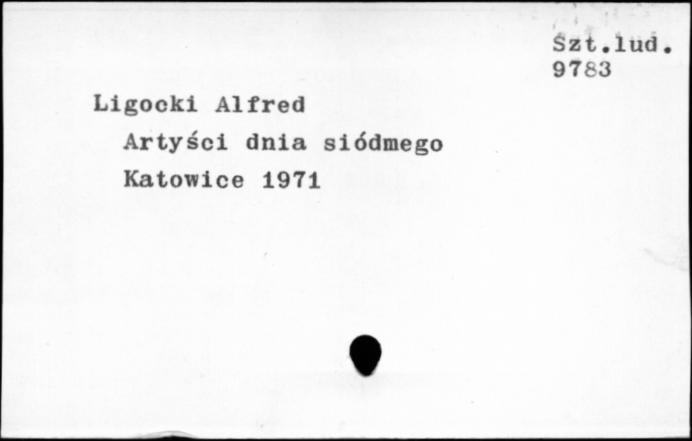 Szt.lud.
9783
Ligocki Alfred
Artyści dnia siódmego
Katowice 1971